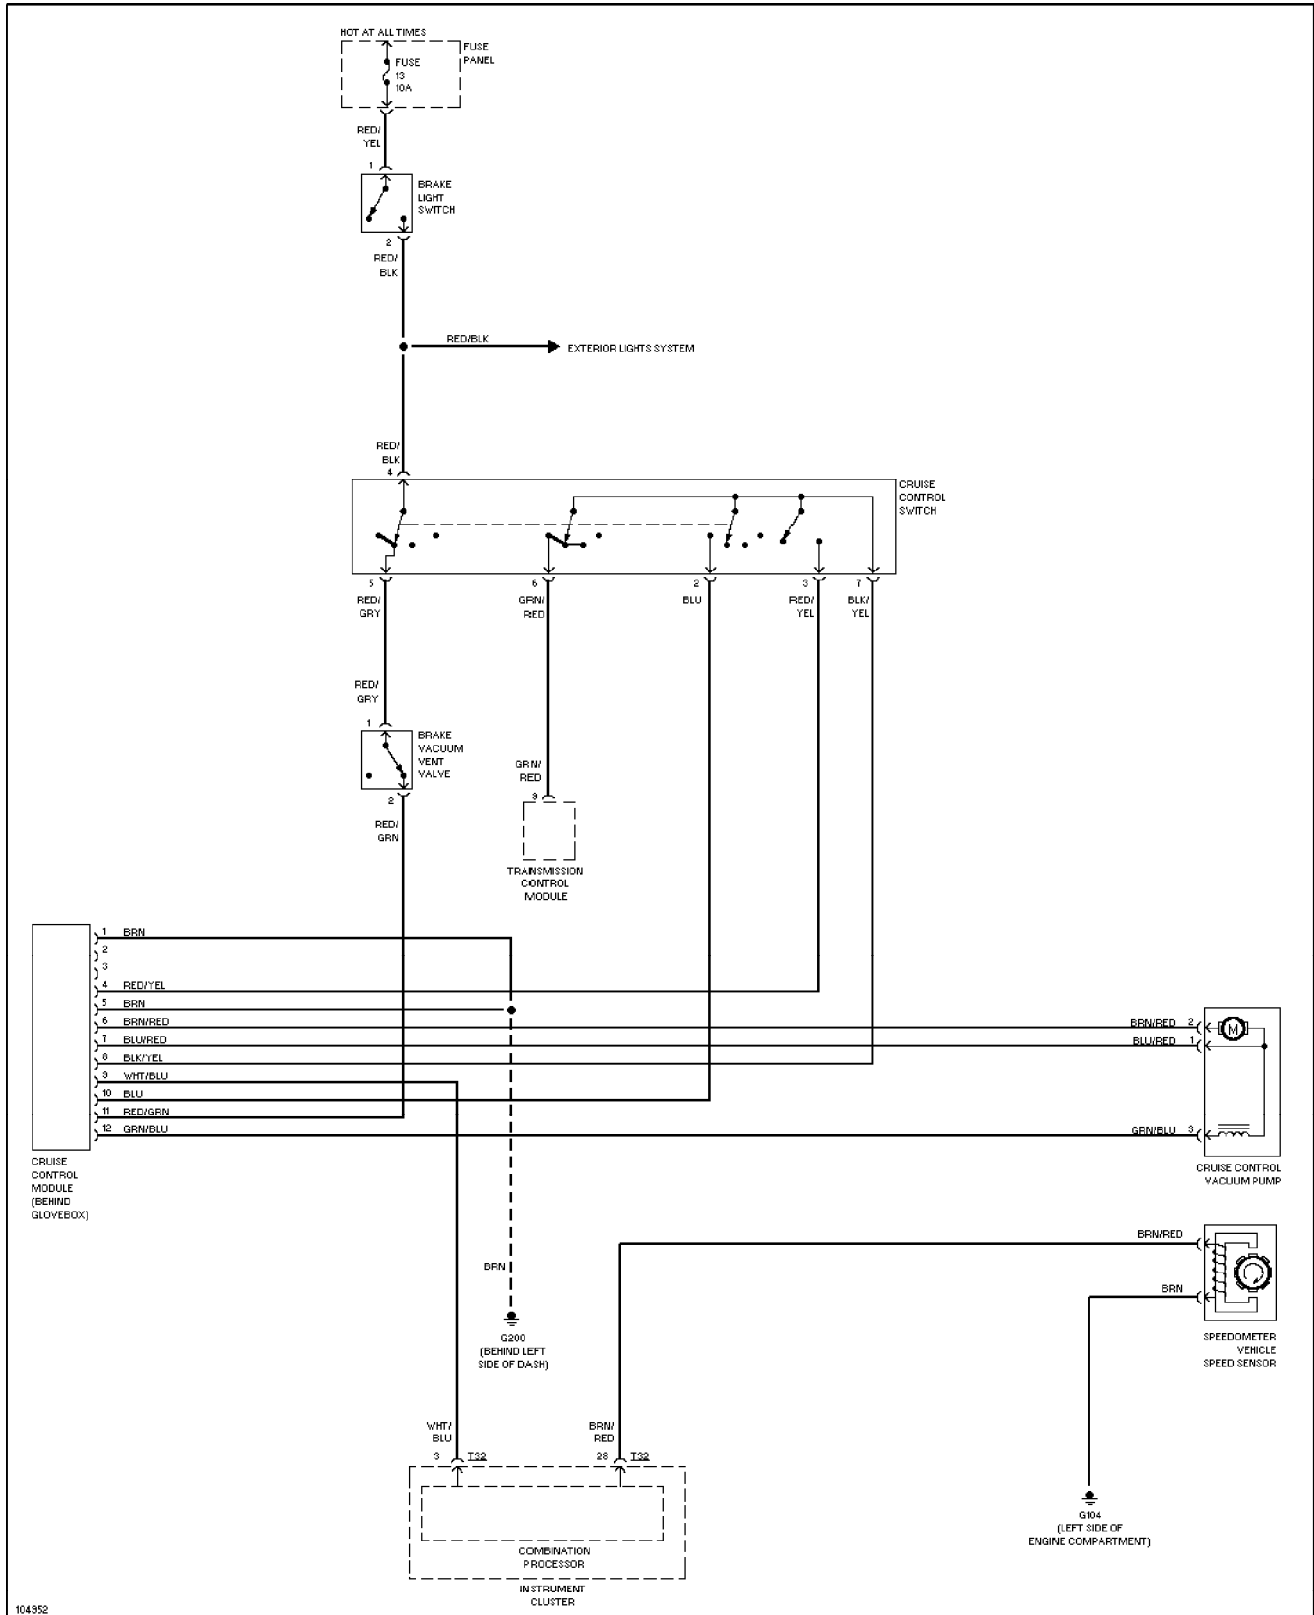 HOT AT ALL TIMES
FUSE
PANEL
FUSE
13
10A
RED/
YEL
1
BRAKE
LIGHT
SWITCH
2
RED/
BLK
RED/BLK
EXTERIOR LIGHTS SYSTEM
RED/
BLK
4
CRUISE
CONTROL
SWITCH
5
6
2
3
7
RED/
GRY
GRN/
RED
BLU
RED/
YEL
BLK/
YEL
RED/
GRY
1
BRAKE
VACUUM
VENT
VALVE
2
RED/
GRN
GRN/
RED
9
TRANSMISSION
CONTROL
MODULE
1 BRN
2
3
4 RED/YEL
5 BRN
6 BRN/RED
7 BLU/RED
8 BLK/YEL
9 WHT/BLU
10 BLU
11 RED/GRN
12 GRN/BLU
CRUISE
CONTROL
MODULE
(BEHIND
GLOVEBOX)
BRN/RED 2
BLU/RED 1
M
GRN/BLU 3
CRUISE CONTROL
VACUUM PUMP
BRN/RED
BRN
SPEEDOMETER
VEHICLE
SPEED SENSOR
BRN
G200
(BEHIND LEFT
SIDE OF DASH)
WHT/
BLU
3 T32
BRN/
RED
28 T32
COMBINATION
PROCESSOR
INSTRUMENT
CLUSTER
G104
(LEFT SIDE OF
ENGINE COMPARTMENT)
104952